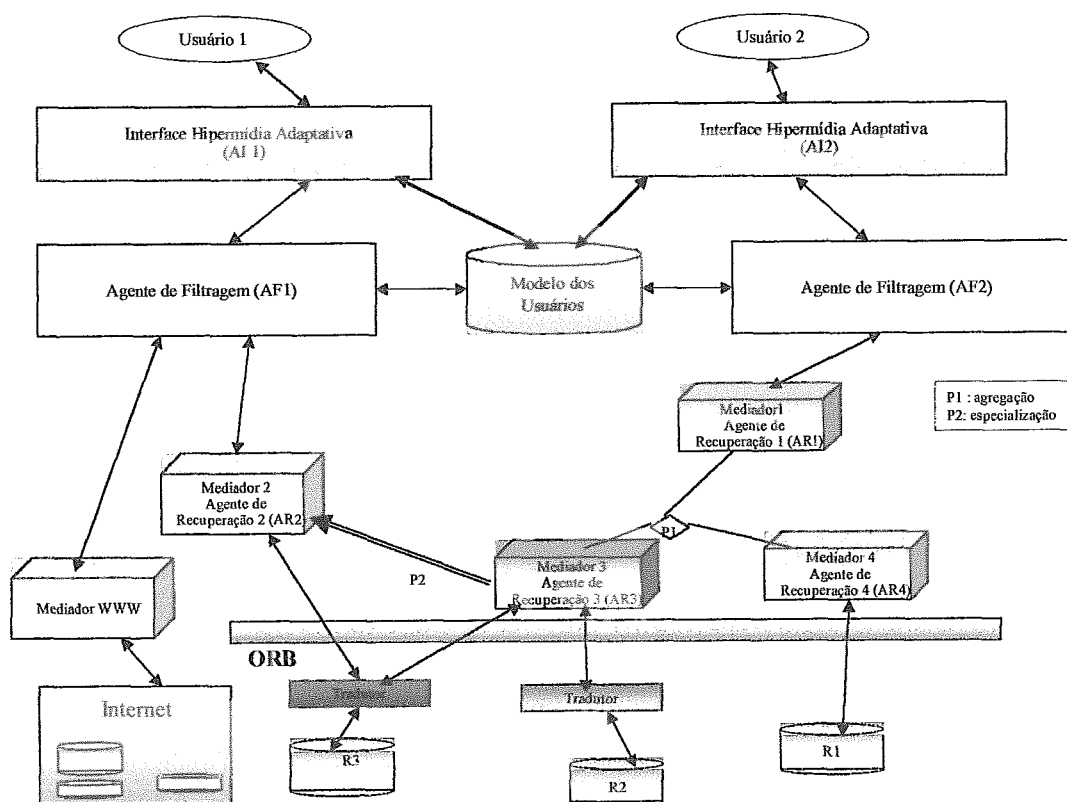 Usuário 1
Usuário 2
Interface Hipermídia Adaptativa
(AI 1)
Interface Hipermídia Adaptativa
(AI2)
Agente de Filtragem (AF1)
Modelo dos
Usuários
Agente de Filtragem (AF2)
P1 : agregação
P2: especialização
Mediador1
Agente de
Recuperação 1 (AR!)
Mediador 2
Agente de
Recuperação 2 (AR2
P1
Mediador 3
Agente de
Recuperação 3 (AR3)
Mediador 4
Agente de
Recuperação 4 (AR4)
P2
Mediador WWW
ORB
Internet
Tradutor
Tradutor
R3
R2
R1